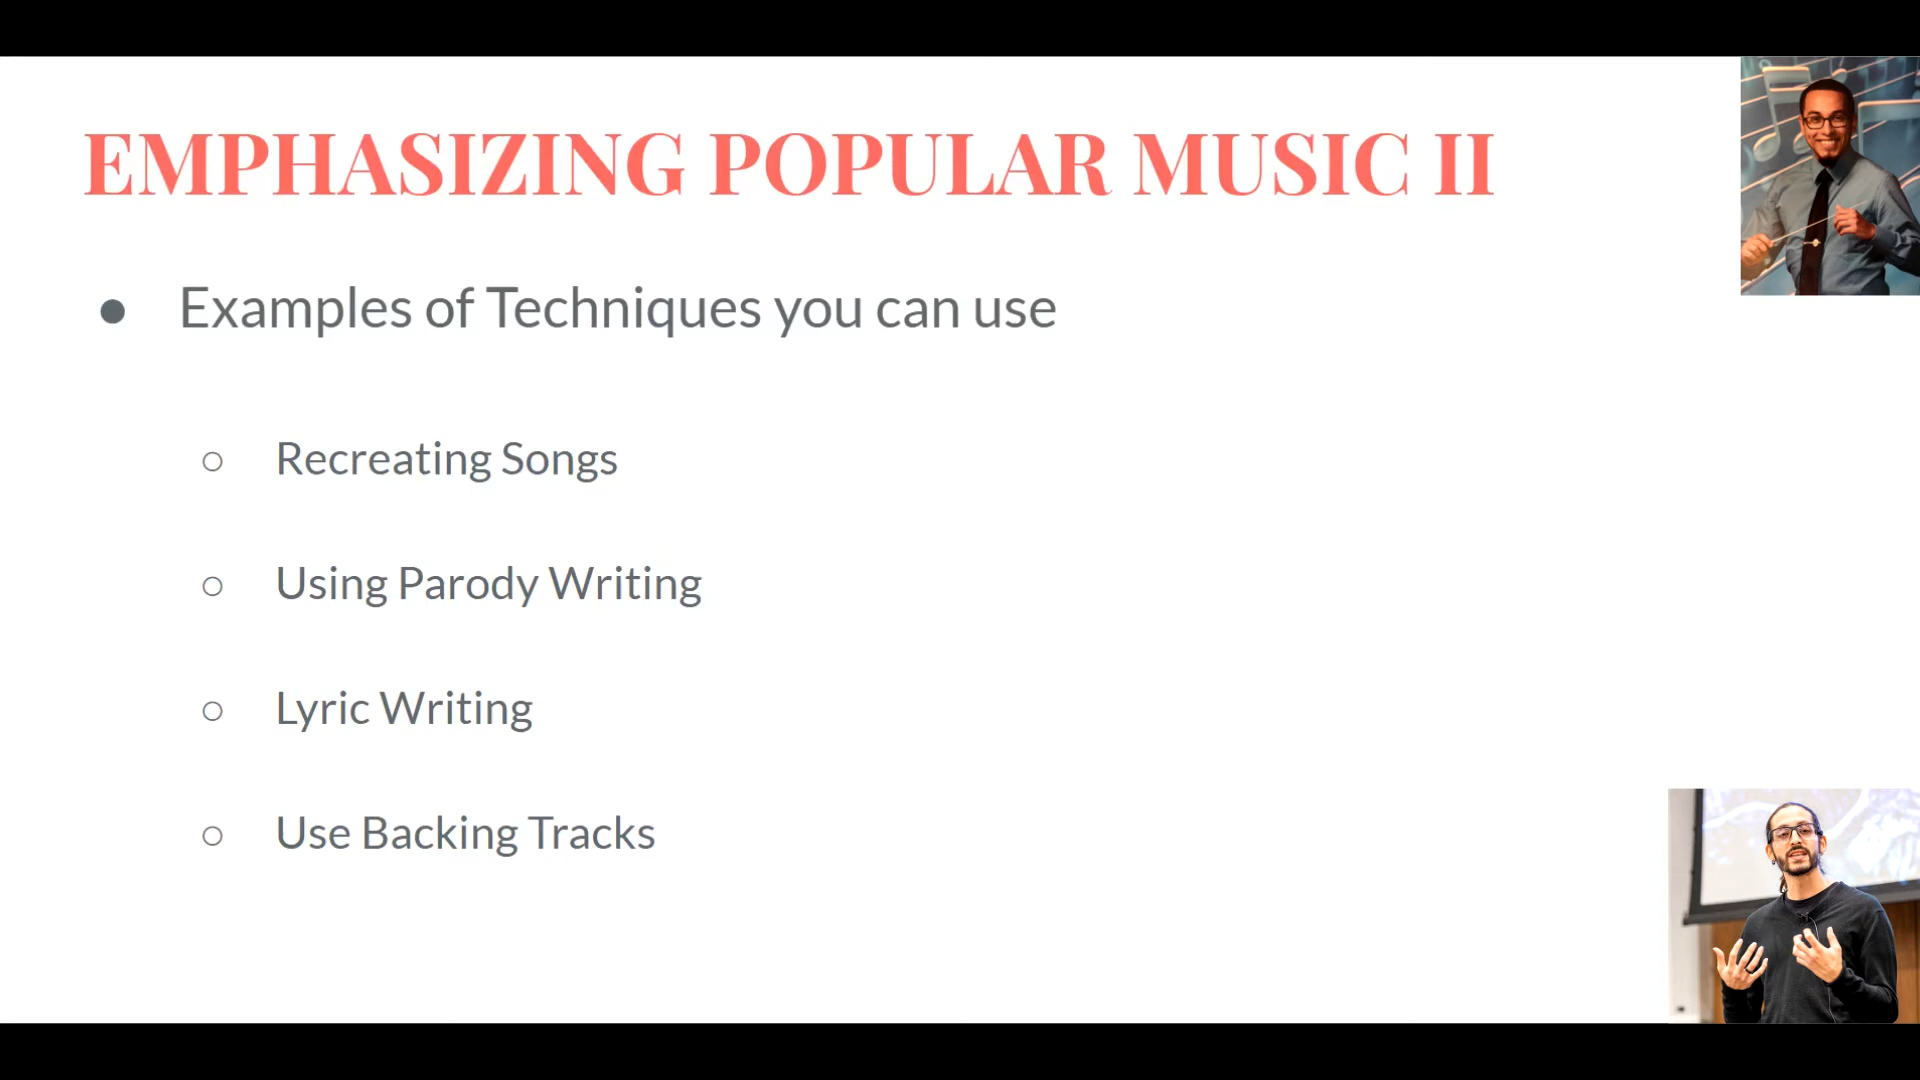 EMPHASIZING POPULAR MUSIC II
● Examples of Techniques you can use
○ Recreating Songs
○ Using Parody Writing
○ Lyric Writing
○ Use Backing Tracks